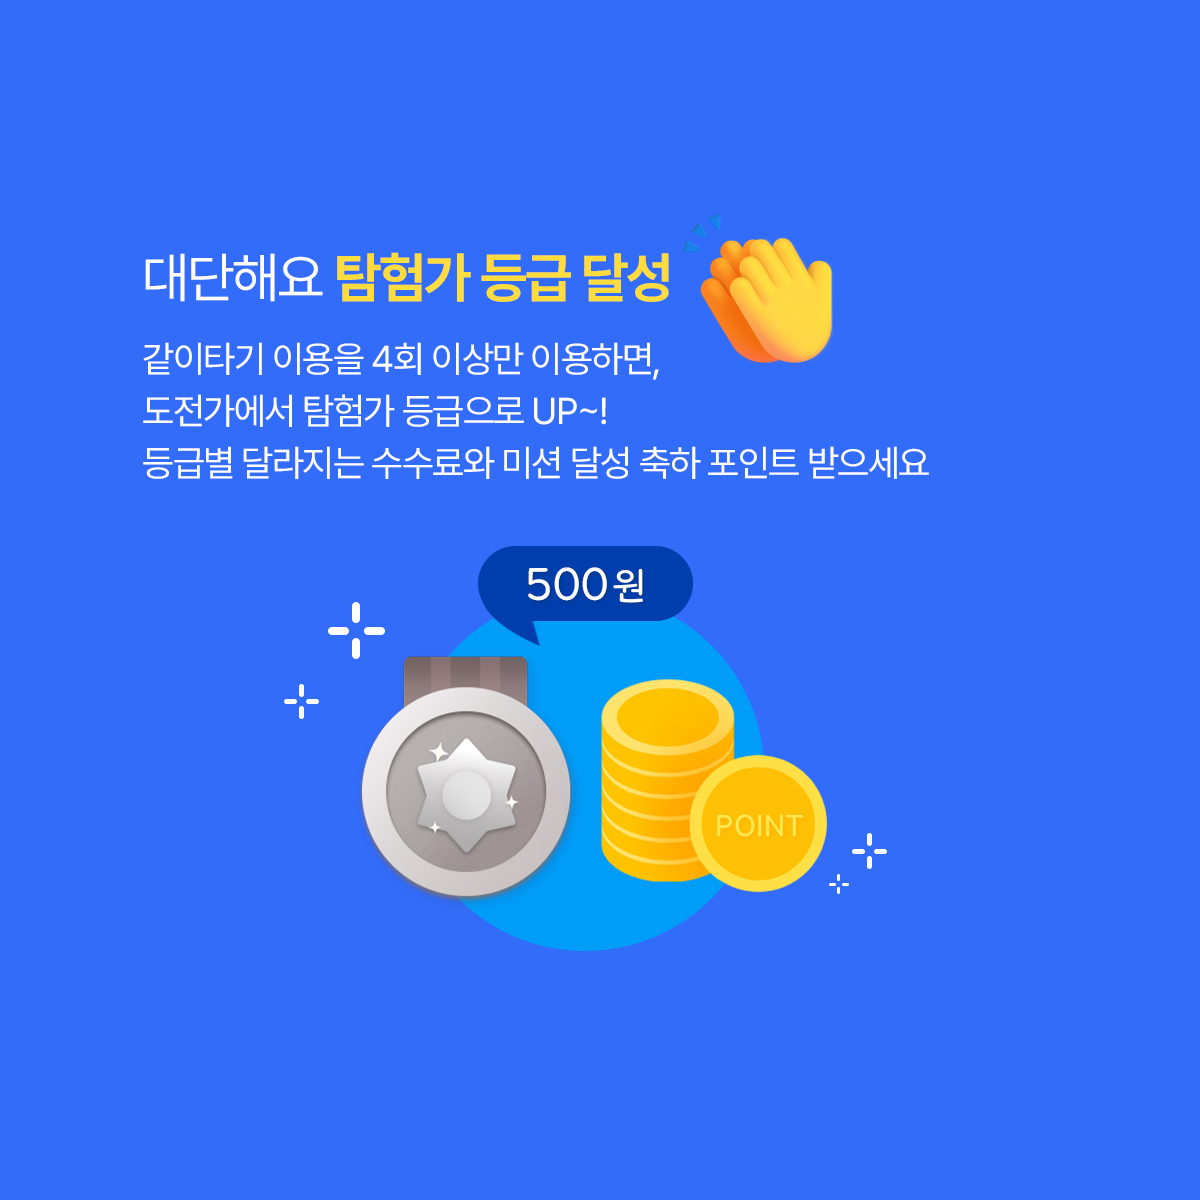 대단해요 탐험가 등급 달성
같이타기 이용을 4회 이상만 이용하면,
도전가에서 탐험가 등급으로 UP~!
등급별 달라지는 수수료와 미션 달성 축하 포인트 받으세요
500원
POINT